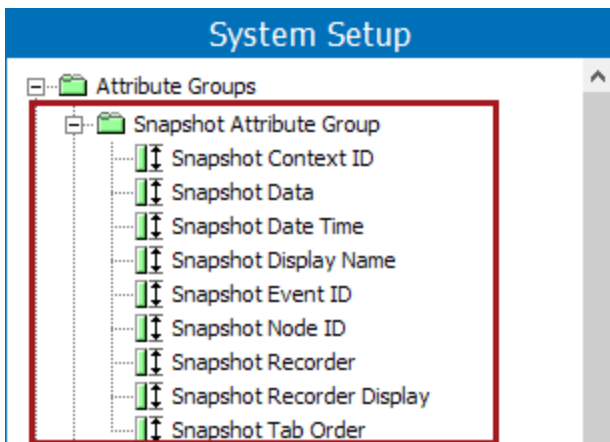 System Setup
Attribute Groups
Snapshot Attribute Group
Snapshot Context ID
Snapshot Data
Snapshot Date Time
Snapshot Display Name
Snapshot Event ID
Snapshot Node ID
Snapshot Recorder
Snapshot Recorder Display
Snapshot Tab Order